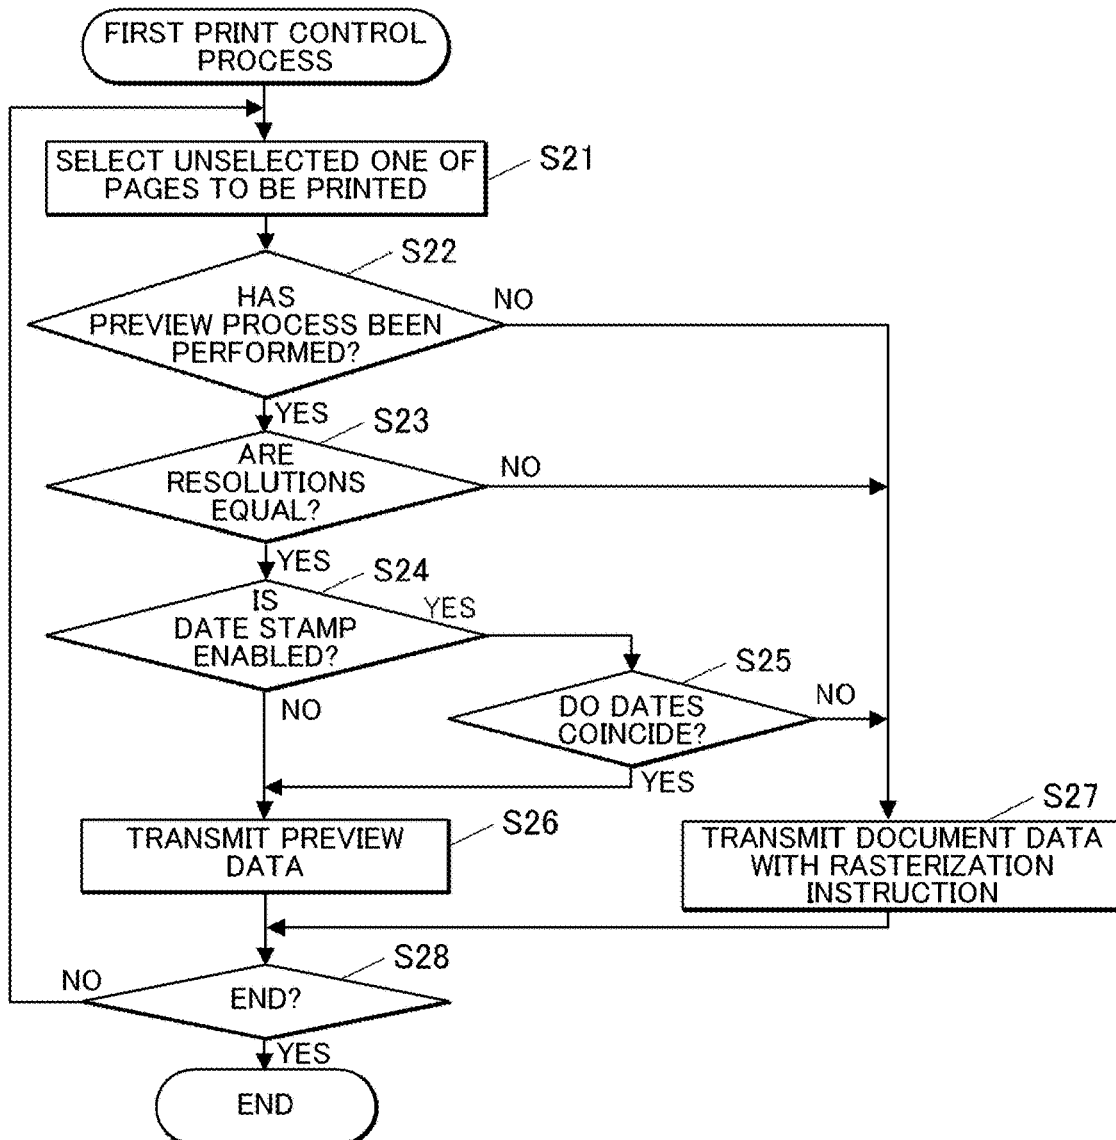 FIRST PRINT CONTROL
PROCESS
SELECT UNSELECTED ONE OF
PAGES TO BE PRINTED
S21
S22
HAS
PREVIEW PROCESS BEEN
PERFORMED?
NO
YES
S23
ARE
RESOLUTIONS
EQUAL?
NO
YES
S24
IS
DATE STAMP
ENABLED?
YES
NO
S25
DO DATES
COINCIDE?
NO
YES
TRANSMIT PREVIEW
DATA
S26
S27
TRANSMIT DOCUMENT DATA
WITH RASTERIZATION
INSTRUCTION
S28
END?
NO
YES
END